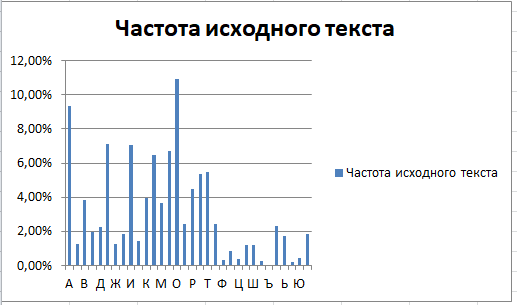 Частота исходного текста
12,00%
10,00%
8,00%
6,00%
4,00%
2,00%
0,00%
А В Д Ж И К М О Р Т Ф Ц Ш Ъ Ь Ю
Частота исходного текста